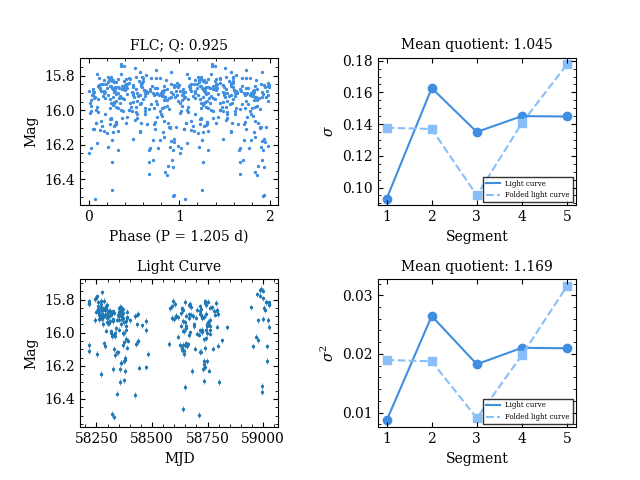 FLC; Q: 0.925
Mag
15.8
16.0
16.2
16.4
0
1
2
Phase (P = 1.205 d)
Mean quotient: 1.045
σ
0.18
0.16
0.14
0.12
0.10
Light curve
Folded light curve
1
2
3
4
5
Segment
Light Curve
Mag
15.8
16.0
16.2
16.4
58250
58500
58750
59000
MJD
Mean quotient: 1.169
σ²
0.03
0.02
0.01
Light curve
Folded light curve
1
2
3
4
5
Segment